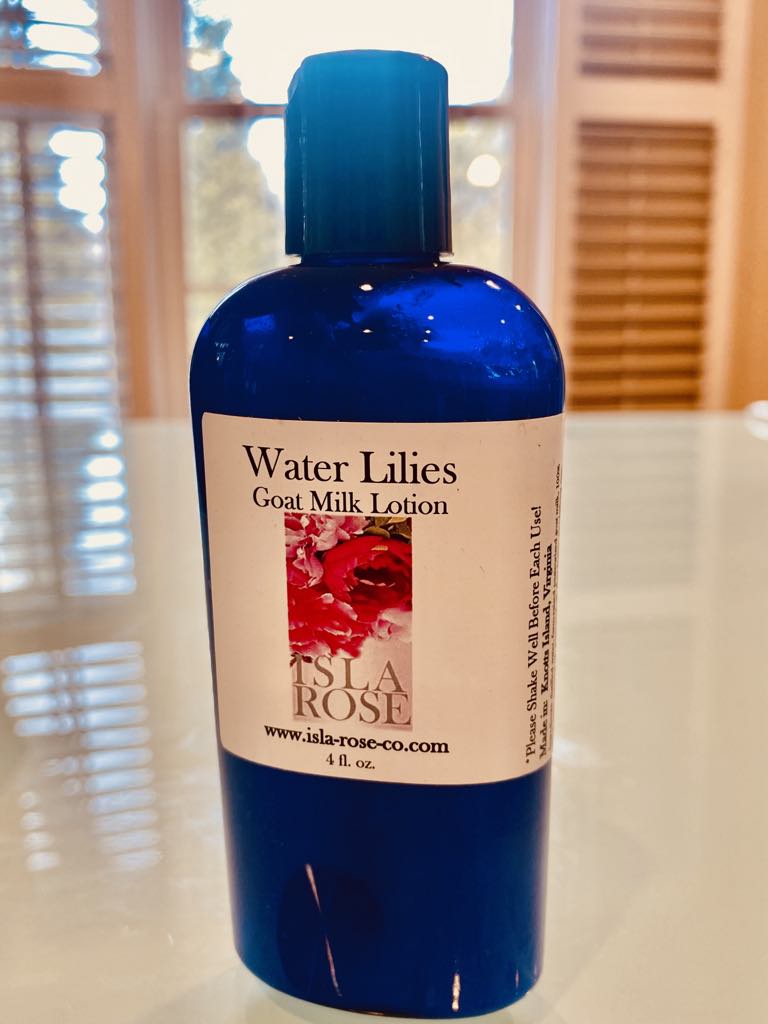 Water Lilies
Goat Milk Lotion
ISLA
ROSE
www.isla-rose-co.com
4 fl. oz.
*Please Shake Well Before Each Use!
Made in: Knotts Island, Virginia